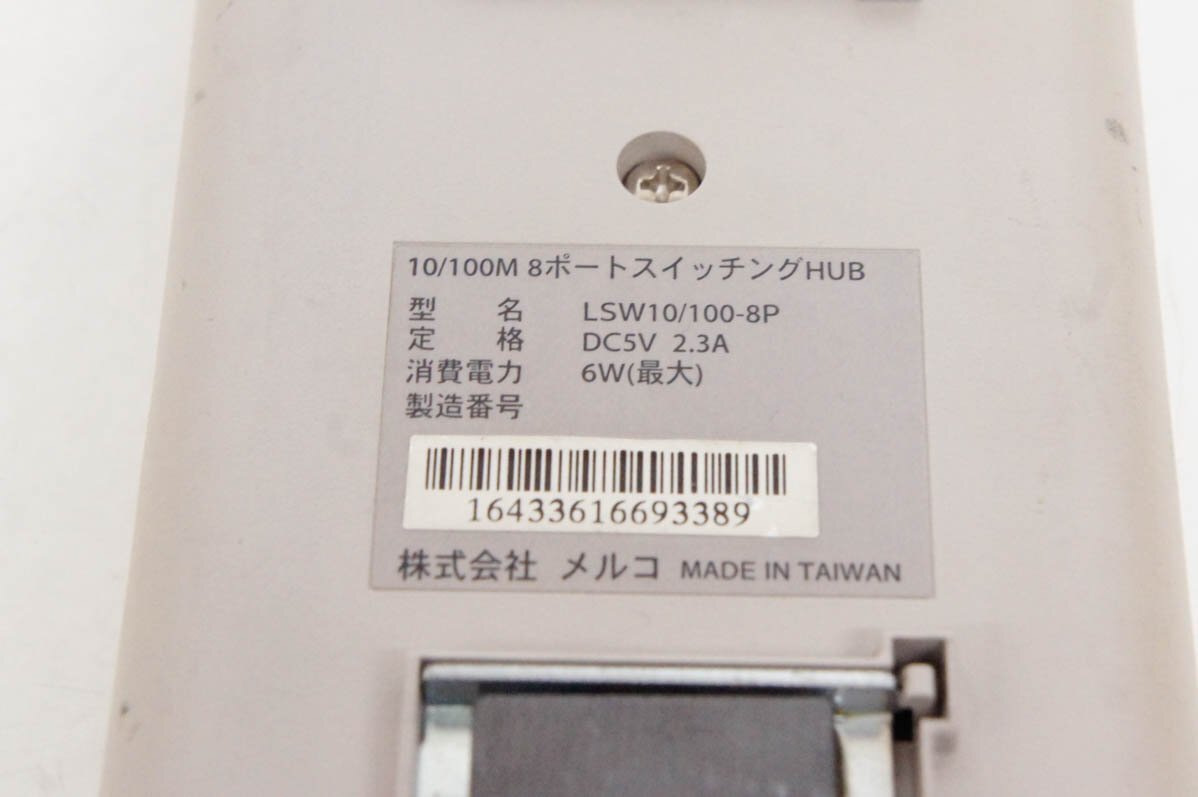 10/100M 8ポートスイッチングHUB
型　　名　LSW10/100-8P
定　　格　DC5V 2.3A
消費電力　6W(最大)
製造番号
16433616693389
株式会社 メルコ MADE IN TAIWAN